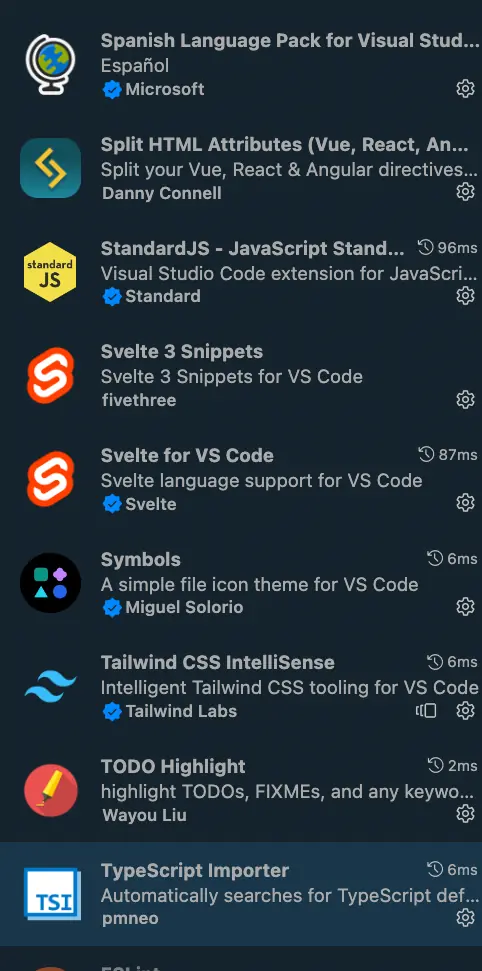 Spanish Language Pack for Visual Stud...
Español
Microsoft
Split HTML Attributes (Vue, React, An...
Split your Vue, React & Angular directives...
Danny Connell
standard
JS
StandardJS - JavaScript Stand... 96ms
Visual Studio Code extension for JavaScri...
Standard
Svelte 3 Snippets
Svelte 3 Snippets for VS Code
fivethree
Svelte for VS Code 87ms
Svelte language support for VS Code
Svelte
Symbols 6ms
A simple file icon theme for VS Code
Miguel Solorio
Tailwind CSS IntelliSense 6ms
Intelligent Tailwind CSS tooling for VS Code
Tailwind Labs
TODO Highlight 2ms
highlight TODOs, FIXMEs, and any keywo...
Wayou Liu
TSI
TypeScript Importer 6ms
Automatically searches for TypeScript def...
pmneo